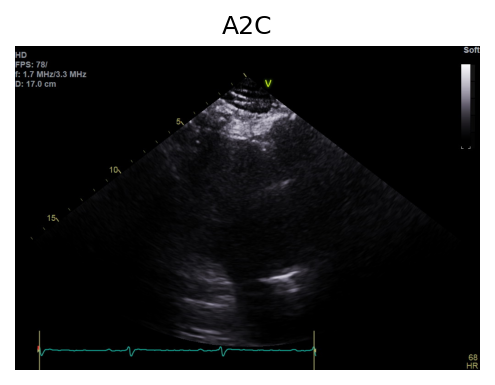 A2C
HD
FPS: 78/
f: 1.7 MHz/3.3 MHz
D: 17.0 cm
Soft
V
5
10
15
68
HR